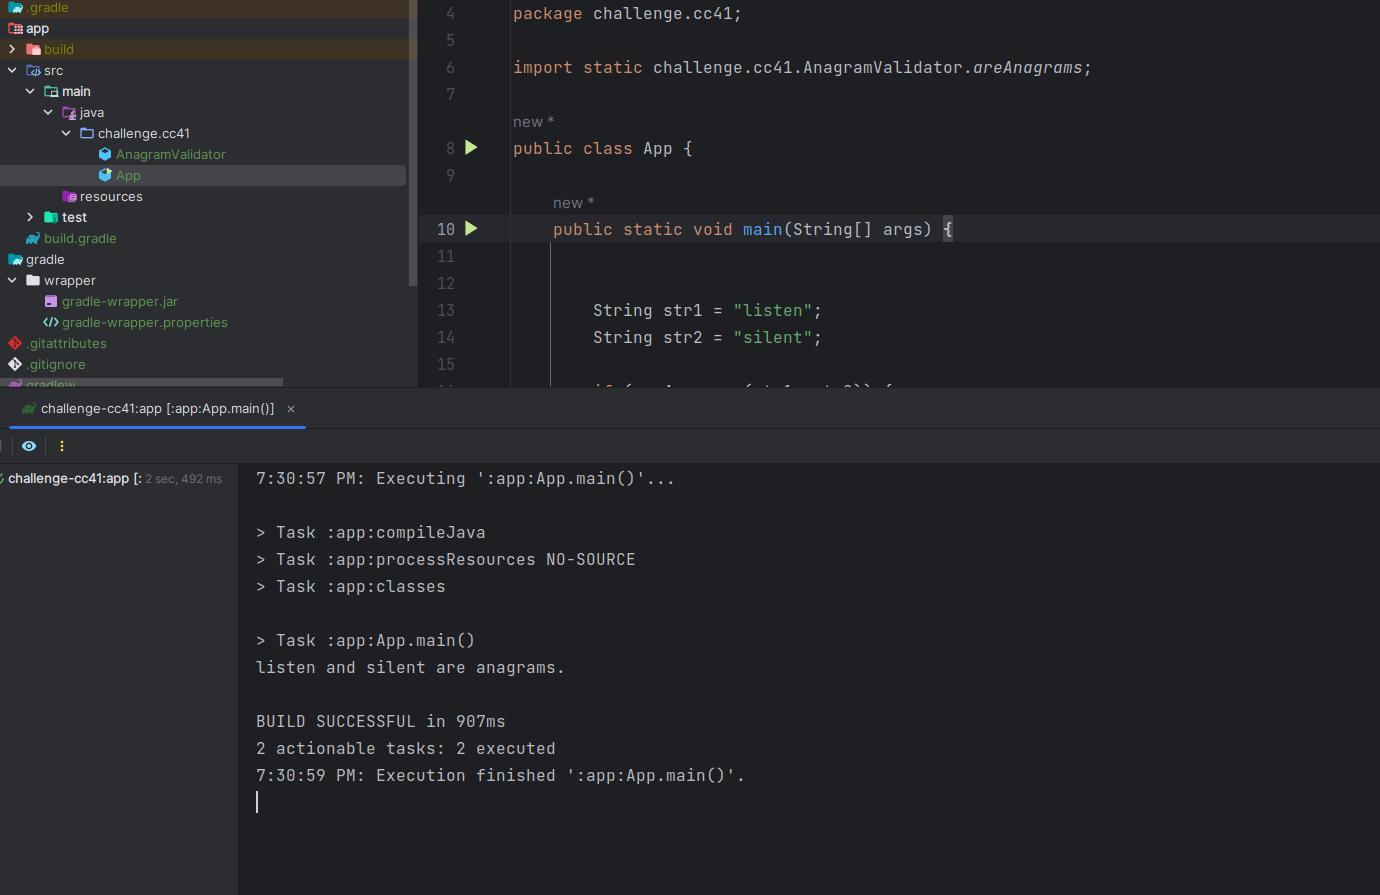 .gradle
app
build
src
main
java
challenge.cc41
AnagramValidator
App
resources
test
build.gradle
gradle
wrapper
gradle-wrapper.jar
gradle-wrapper.properties
.gitattributes
.gitignore
gradlew
4 package challenge.cc41;
5
6 import static challenge.cc41.AnagramValidator.areAnagrams;
7
new *
8 public class App {
9
new *
10 public static void main(String[] args) {
11
12
13 String str1 = "listen";
14 String str2 = "silent";
15
challenge-cc41:app [:app:App.main()] ×
challenge-cc41:app [: 2 sec, 492 ms
7:30:57 PM: Executing ':app:App.main()'...
> Task :app:compileJava
> Task :app:processResources NO-SOURCE
> Task :app:classes
> Task :app:App.main()
listen and silent are anagrams.
BUILD SUCCESSFUL in 907ms
2 actionable tasks: 2 executed
7:30:59 PM: Execution finished ':app:App.main()'.